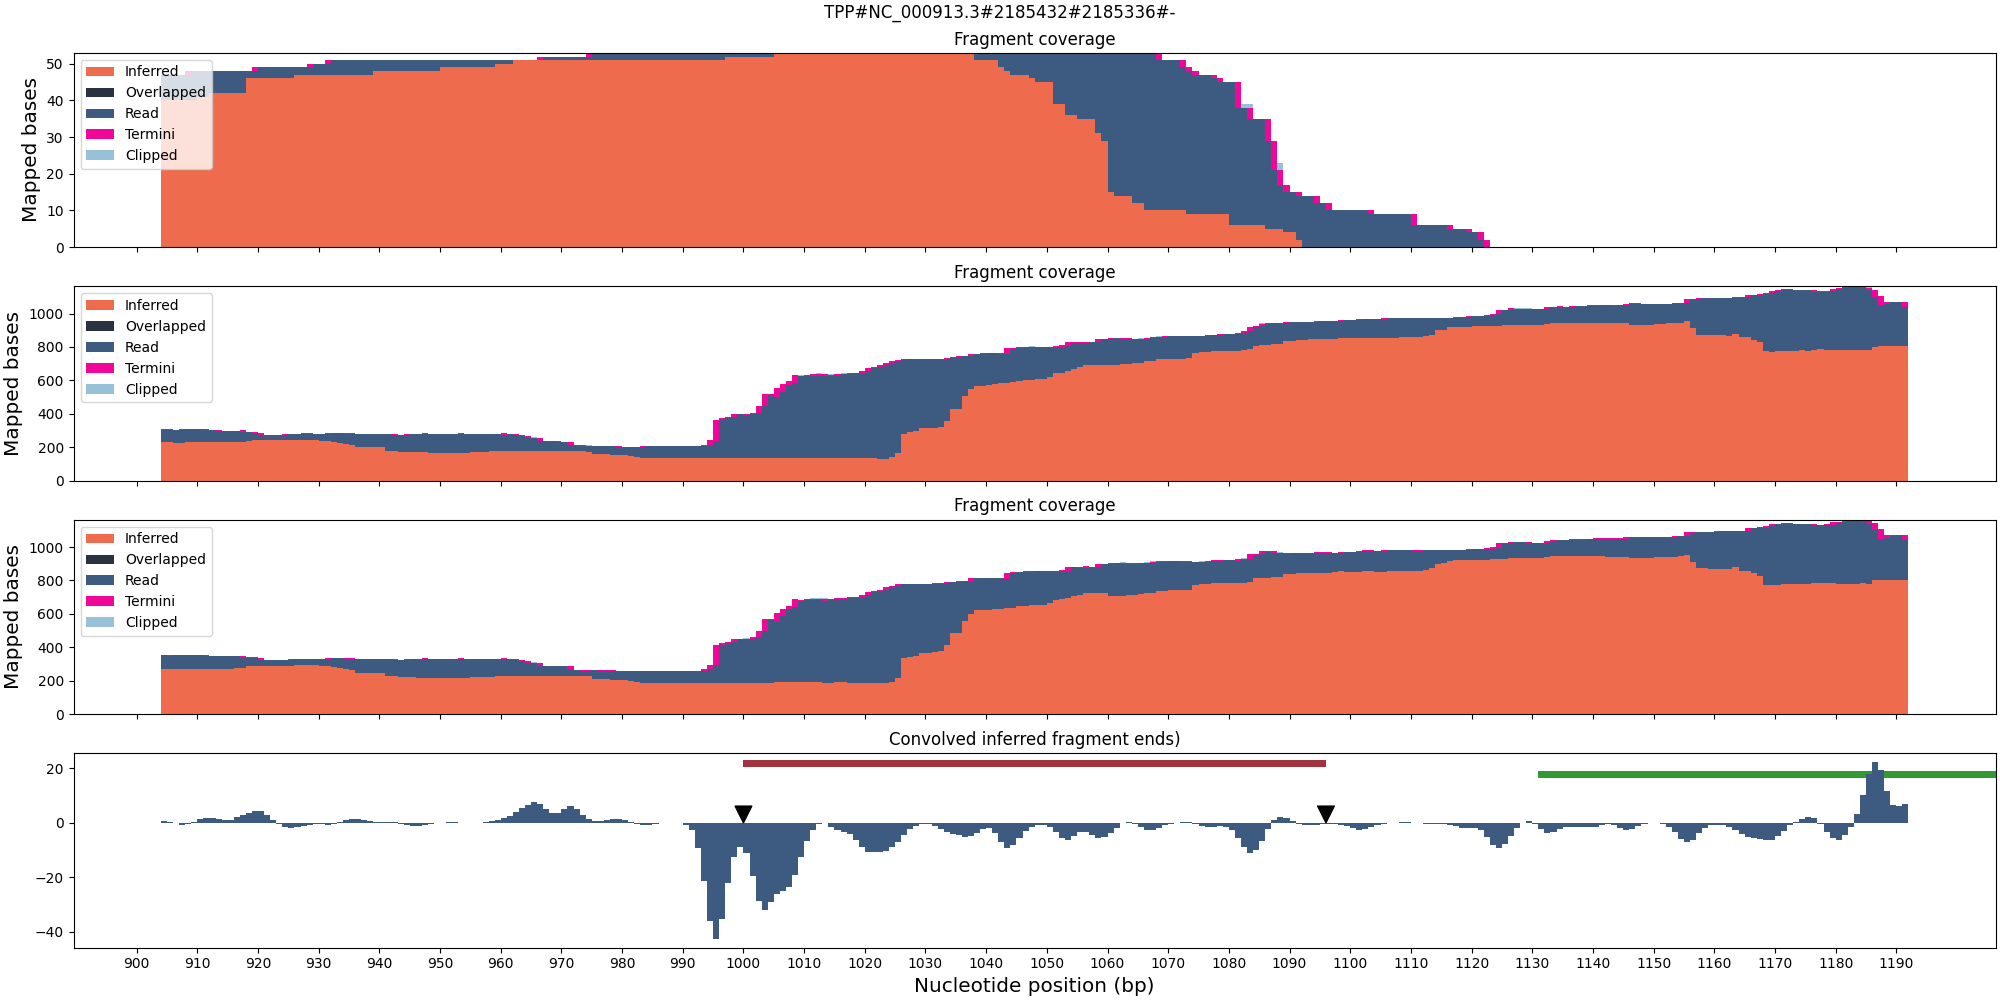 TPP#NC_000913.3#2185432#2185336#-
Fragment coverage
Mapped bases
50
40
30
20
10
0
Inferred
Overlapped
Read
Termini
Clipped
Fragment coverage
Mapped bases
1000
800
600
400
200
0
Inferred
Overlapped
Read
Termini
Clipped
Fragment coverage
Mapped bases
1000
800
600
400
200
0
Inferred
Overlapped
Read
Termini
Clipped
Convolved inferred fragment ends)
20
0
−20
−40
900 910 920 930 940 950 960 970 980 990 1000 1010 1020 1030 1040 1050 1060 1070 1080 1090 1100 1110 1120 1130 1140 1150 1160 1170 1180 1190
Nucleotide position (bp)